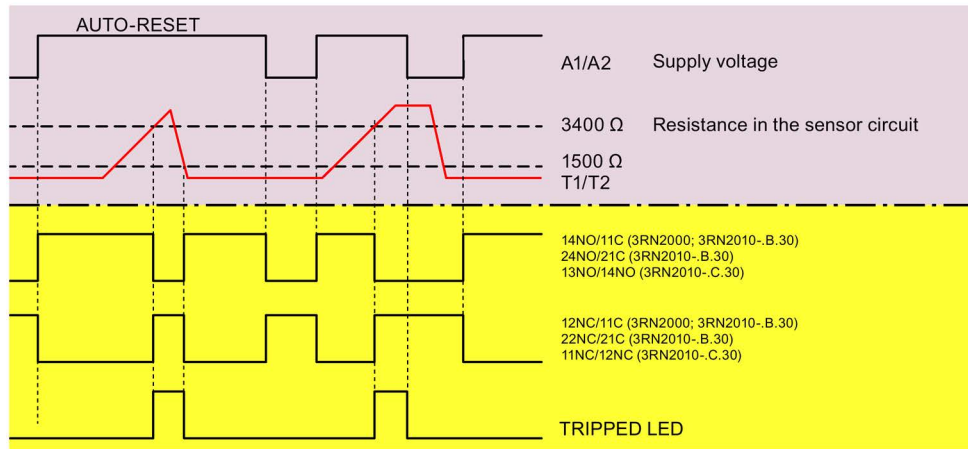 AUTO-RESET
A1/A2 Supply voltage
3400 Ω Resistance in the sensor circuit
1500 Ω
T1/T2
14NO/11C (3RN2000; 3RN2010-.B.30)
24NO/21C (3RN2010-.B.30)
13NO/14NO (3RN2010-.C.30)
12NC/11C (3RN2000; 3RN2010-.B.30)
22NC/21C (3RN2010-.B.30)
11NC/12NC (3RN2010-.C.30)
TRIPPED LED